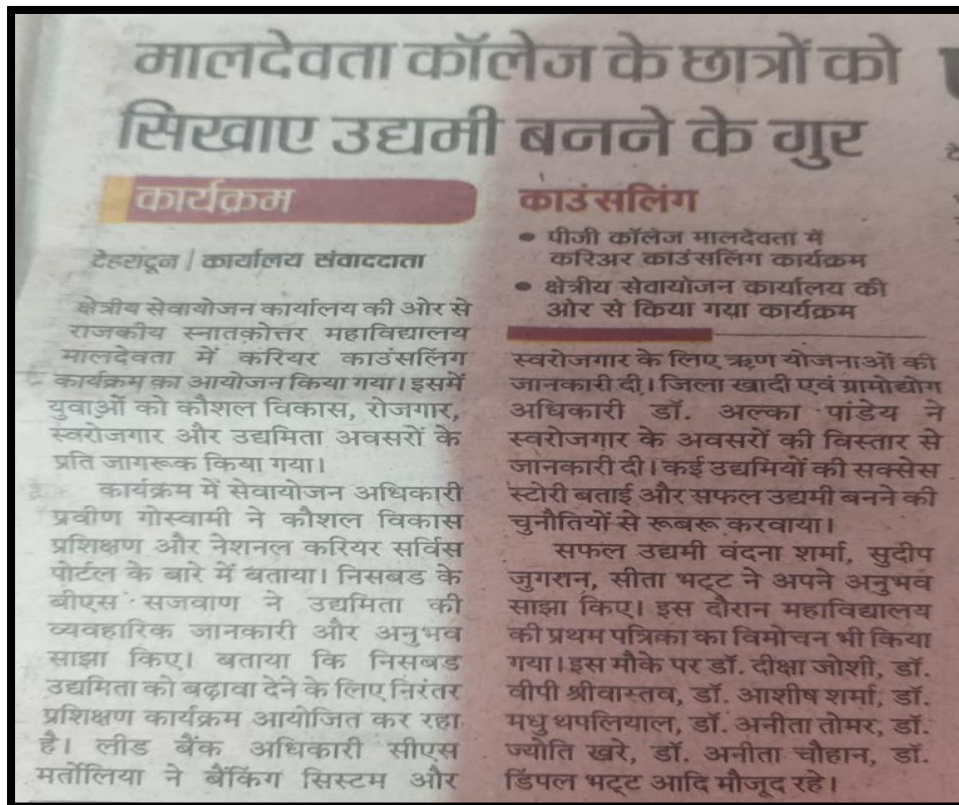 मालदेवता कॉलेज के छात्रों को
सिखाए उद्यमी बनने के गुर
कार्यक्रम
देहरादून / कार्यालय संवाददाता
क्षेत्रीय सेवायोजन कार्यालय की ओर से
राजकीय स्नातकोत्तर महाविद्यालय
मालदेवता में करियर काउंसलिंग
कार्यक्रम का आयोजन किया गया। इसमें
युवाओं को कौशल विकास, रोजगार,
स्वरोजगार और उद्यमिता अवसरों के
प्रति जागरूक किया गया।
कार्यक्रम में सेवायोजन अधिकारी
प्रवीण गोस्वामी ने कौशल विकास
प्रशिक्षण और नेशनल करियर सर्विस
पोर्टल के बारे में बताया। निसबड के
बीएस सजवाण ने उद्यमिता की
व्यवहारिक जानकारी और अनुभव
साझा किए। बताया कि निसबड
उद्यमिता को बढ़ावा देने के लिए निरंतर
प्रशिक्षण कार्यक्रम आयोजित कर रहा
है। लीड बैंक अधिकारी सीएस
मर्तोलिया ने बैंकिंग सिस्टम और
काउंसलिंग
• पीजी कॉलेज मालदेवता में
करिअर काउंसलिंग कार्यक्रम
• क्षेत्रीय सेवायोजन कार्यालय की
ओर से किया गया कार्यक्रम
स्वरोजगार के लिए ऋण योजनाओं की
जानकारी दी। जिला खादी एवं ग्रामोद्योग
अधिकारी डॉ. अल्का पांडेय ने
स्वरोजगार के अवसरों की विस्तार से
जानकारी दी। कई उद्यमियों की सक्सेस
स्टोरी बताई और सफल उद्यमी बनने की
चुनौतियों से रूबरू करवाया।
सफल उद्यमी वंदना शर्मा, सुदीप
जुगरान, सीता भट्ट ने अपने अनुभव
साझा किए। इस दौरान महाविद्यालय
की प्रथम पत्रिका का विमोचन भी किया
गया। इस मौके पर डॉ. दीक्षा जोशी, डॉ.
वीपी श्रीवास्तव, डॉ. आशीष शर्मा, डॉ.
मधु थपलियाल, डॉ. अनीता तोमर, डॉ.
ज्योति खरे, डॉ. अनीता चौहान, डॉ.
डिंपल भट्ट आदि मौजूद रहे।